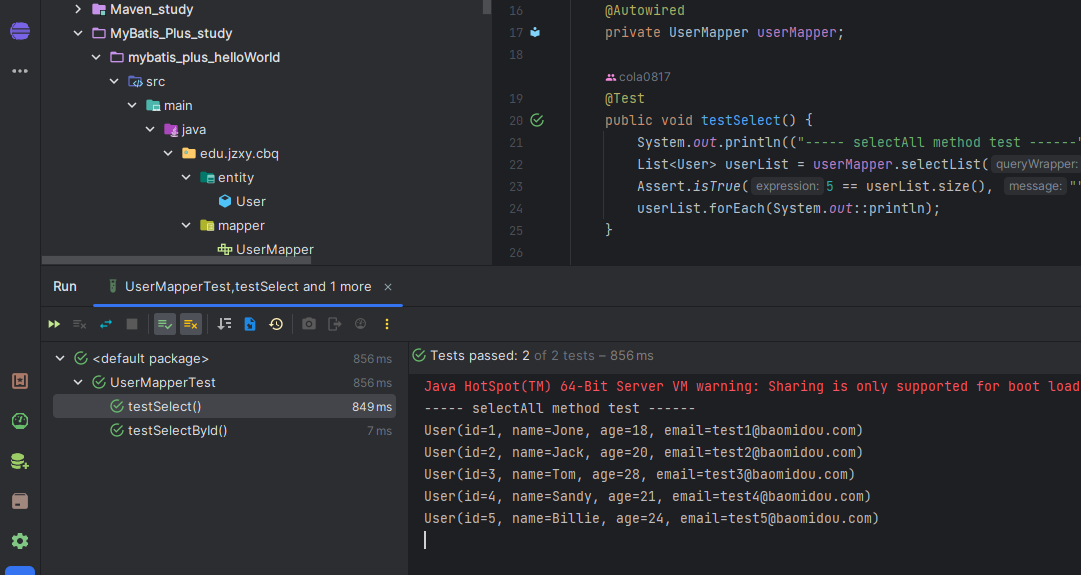 Maven_study
MyBatis_Plus_study
mybatis_plus_helloWorld
src
main
java
edu.jzxy.cbq
entity
User
mapper
UserMapper
16 @Autowired
17 private UserMapper userMapper;
18
cola0817
19 @Test
20 public void testSelect() {
21 System.out.println(("----- selectAll method test ------"
22 List<User> userList = userMapper.selectList( queryWrapper:
23 Assert.isTrue( expression: 5 == userList.size(), message: ""
24 userList.forEach(System.out::println);
25 }
26
Run UserMapperTest,testSelect and 1 more
<default package> 856 ms
UserMapperTest 856 ms
testSelect() 849 ms
testSelectById() 7 ms
Tests passed: 2 of 2 tests – 856 ms
Java HotSpot(TM) 64-Bit Server VM warning: Sharing is only supported for boot load
----- selectAll method test ------
User(id=1, name=Jone, age=18, email=test1@baomidou.com)
User(id=2, name=Jack, age=20, email=test2@baomidou.com)
User(id=3, name=Tom, age=28, email=test3@baomidou.com)
User(id=4, name=Sandy, age=21, email=test4@baomidou.com)
User(id=5, name=Billie, age=24, email=test5@baomidou.com)